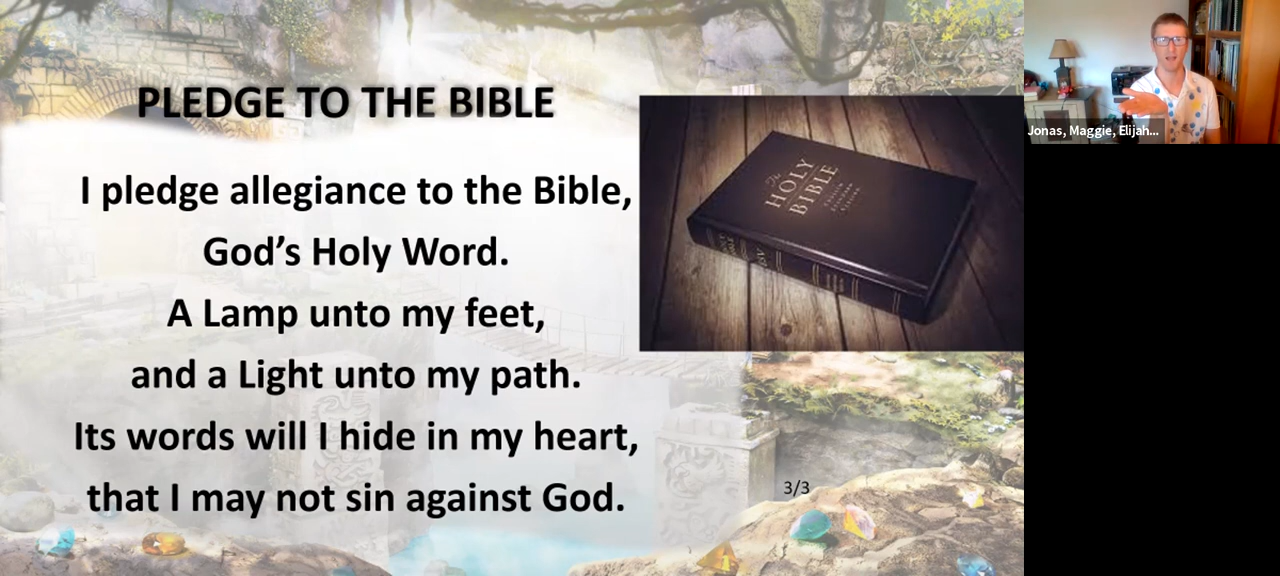 PLEDGE TO THE BIBLE
I pledge allegiance to the Bible,
God’s Holy Word.
A Lamp unto my feet,
and a Light unto my path.
Its words will I hide in my heart,
that I may not sin against God.
The
HOLY
BIBLE
3/3
Jonas, Maggie, Elijah...